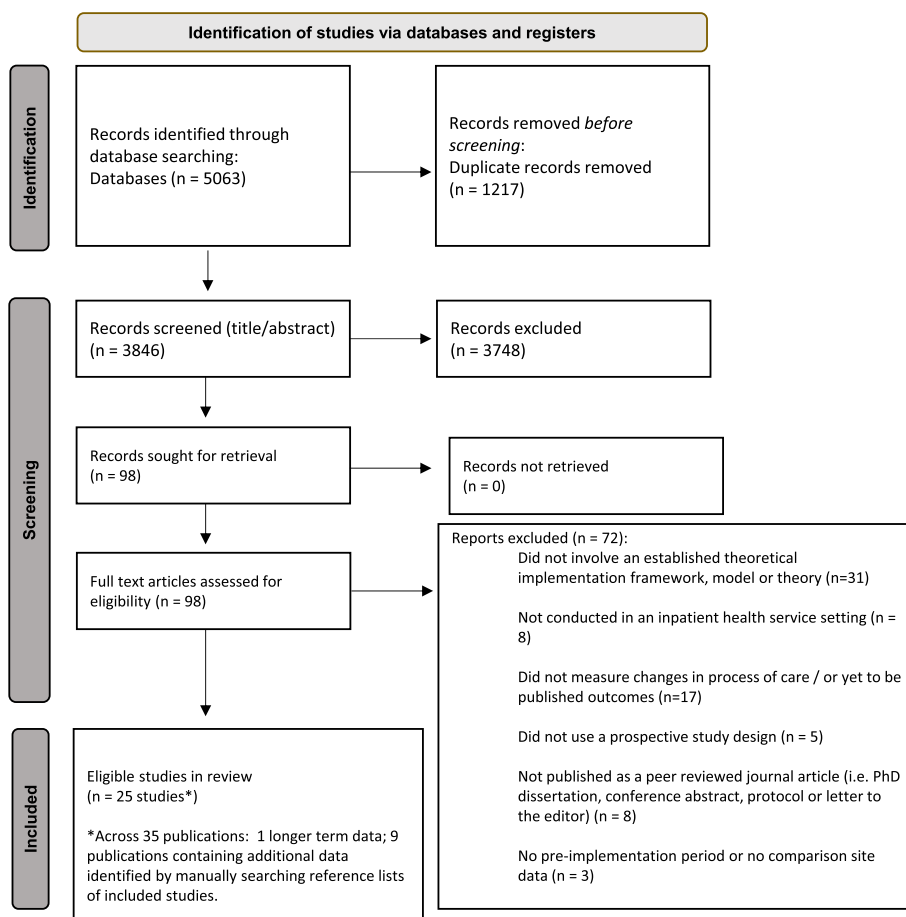 Identification of studies via databases and registers
Identification
Records identified through
database searching:
Databases (n = 5063)
Records removed before
screening:
Duplicate records removed
(n = 1217)
Screening
Records screened (title/abstract)
(n = 3846)
Records excluded
(n = 3748)
Records sought for retrieval
(n = 98)
Records not retrieved
(n = 0)
Full text articles assessed for
eligibility (n = 98)
Reports excluded (n = 72):
Did not involve an established theoretical
implementation framework, model or theory (n=31)
Not conducted in an inpatient health service setting (n =
8)
Did not measure changes in process of care / or yet to be
published outcomes (n=17)
Did not use a prospective study design (n = 5)
Not published as a peer reviewed journal article (i.e. PhD
dissertation, conference abstract, protocol or letter to
the editor) (n = 8)
No pre-implementation period or no comparison site
data (n = 3)
Included
Eligible studies in review
(n = 25 studies*)
*Across 35 publications:  1 longer term data; 9
publications containing additional data
identified by manually searching reference lists
of included studies.